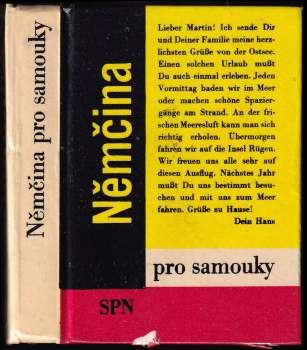 Němčina pro samouky
Němčina
Lieber Martin! Ich sende Dir
und Deiner Familie meine herz-
lichsten Grüße von der Ostsee.
Einen solchen Urlaub mußt
Du auch einmal erleben. Jeden
Vormittag baden wir im Meer
oder machen schöne Spazier-
gänge am Strand. An der fri-
schen Meeresluft kann man sich
richtig erholen. Übermorgen
fahren wir auf die Insel Rügen.
Wir freuen uns alle sehr auf
diesen Ausflug. Nächstes Jahr
mußt Du uns bestimmt besu-
chen und mit uns zum Meer
fahren. Grüße zu Hause!
Dein Hans
pro samouky
SPN